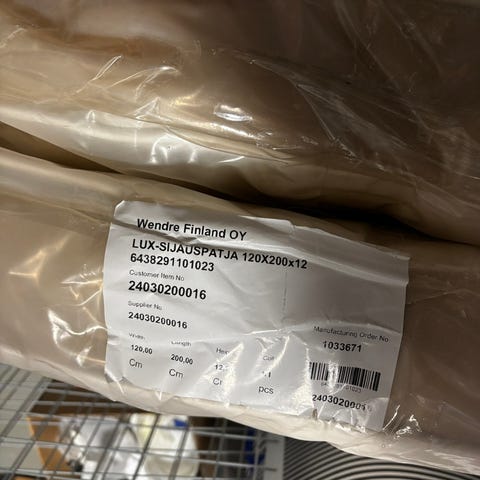 Wendre Finland OY
LUX-SIJAUSPATJA 120X200x12
6438291101023
Customer Item No
24030200016
Supplier No
24030200016
Manufacturing Order No
1033671
Width
Length
120,00
200,00
Cm
Cm
pcs
24030200016